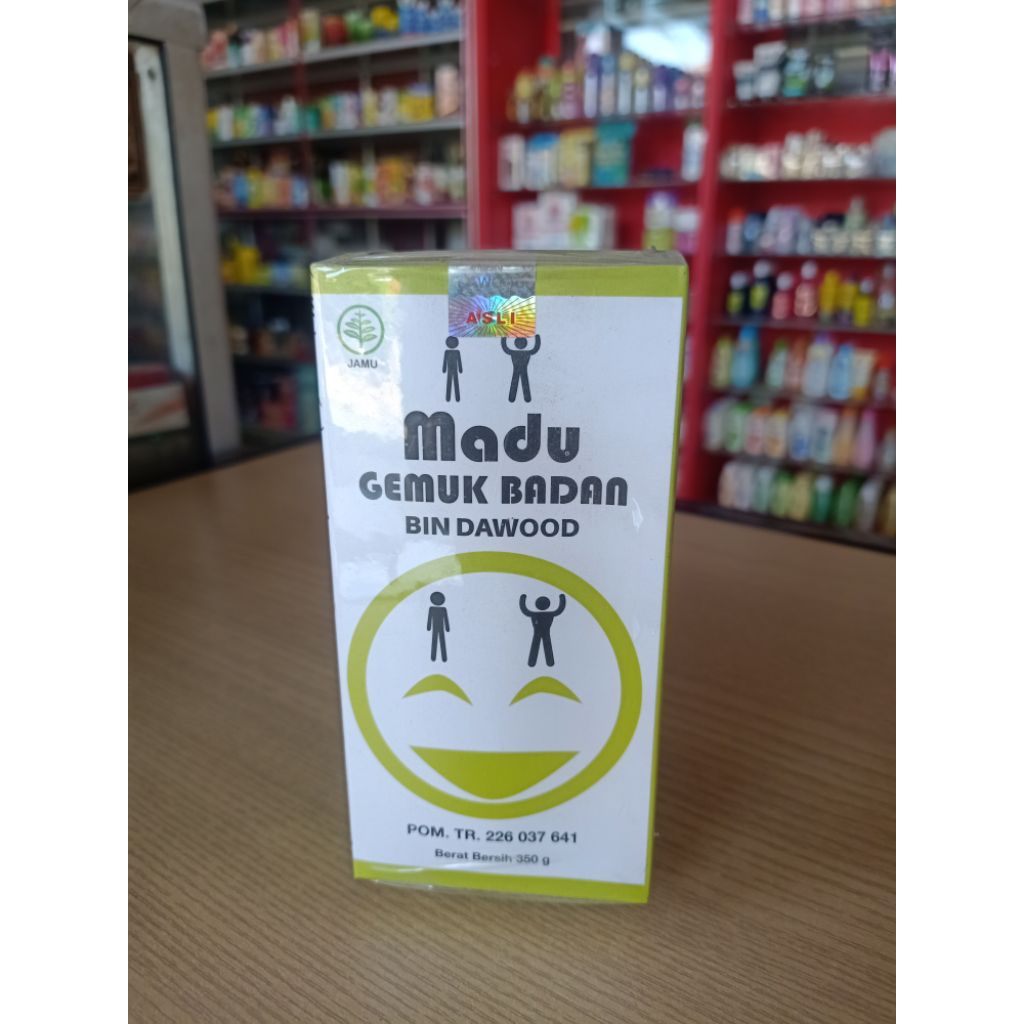 ASLI
JAMU
Madu
GEMUK BADAN
BIN DAWOOD
POM. TR. 226 037 641
Berat Bersih 350 g